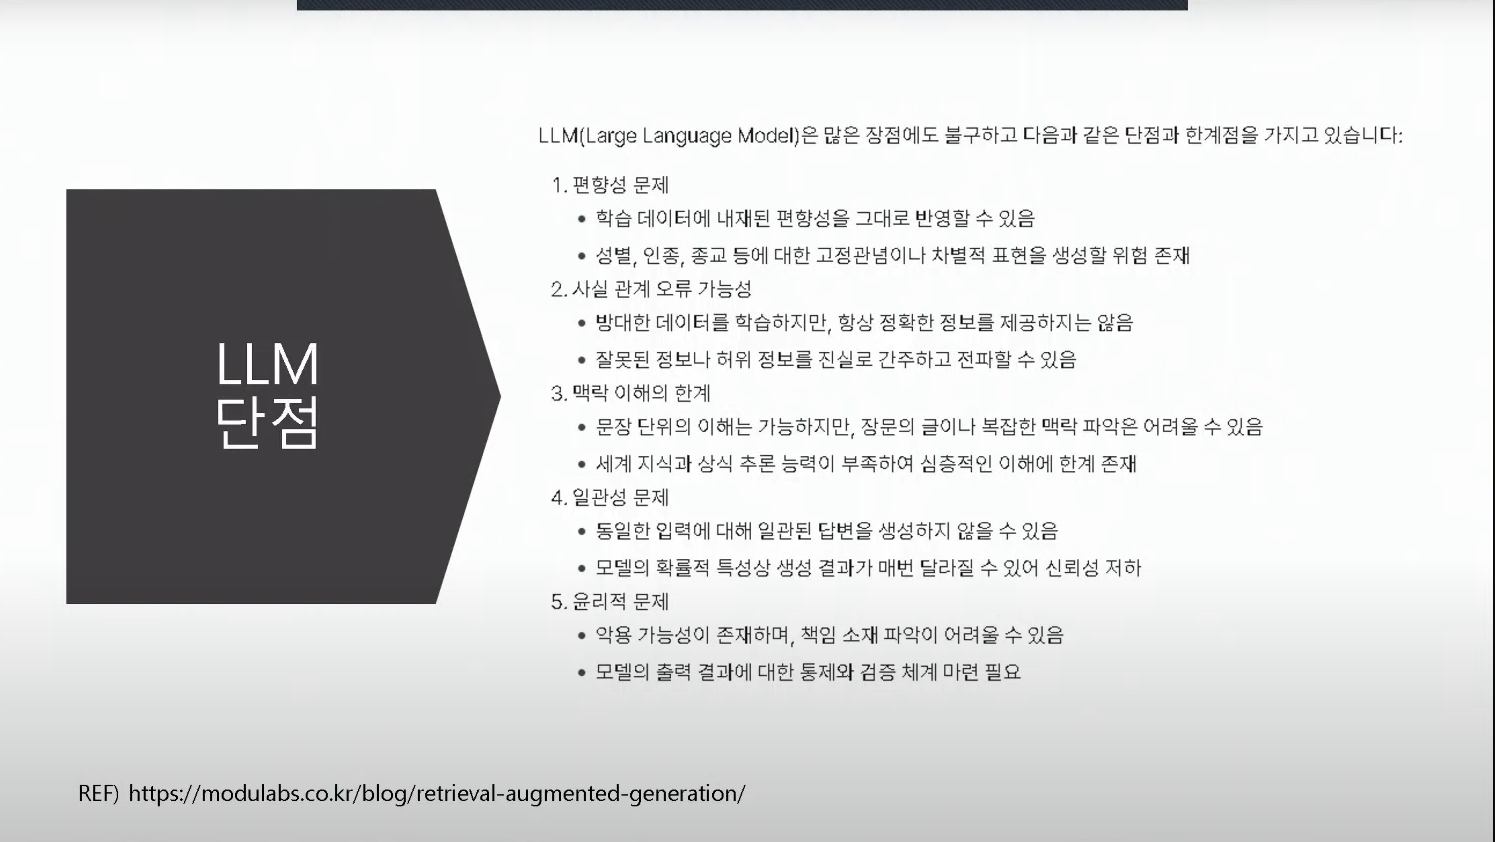 LLM
단점
LLM(Large Language Model)은 많은 장점에도 불구하고 다음과 같은 단점과 한계점을 가지고 있습니다:
1. 편향성 문제
• 학습 데이터에 내재된 편향성을 그대로 반영할 수 있음
• 성별, 인종, 종교 등에 대한 고정관념이나 차별적 표현을 생성할 위험 존재
2. 사실 관계 오류 가능성
• 방대한 데이터를 학습하지만, 항상 정확한 정보를 제공하지는 않음
• 잘못된 정보나 허위 정보를 진실로 간주하고 전파할 수 있음
3. 맥락 이해의 한계
• 문장 단위의 이해는 가능하지만, 장문의 글이나 복잡한 맥락 파악은 어려울 수 있음
• 세계 지식과 상식 추론 능력이 부족하여 심층적인 이해에 한계 존재
4. 일관성 문제
• 동일한 입력에 대해 일관된 답변을 생성하지 않을 수 있음
• 모델의 확률적 특성상 생성 결과가 매번 달라질 수 있어 신뢰성 저하
5. 윤리적 문제
• 악용 가능성이 존재하며, 책임 소재 파악이 어려울 수 있음
• 모델의 출력 결과에 대한 통제와 검증 체계 마련 필요
REF) https://modulabs.co.kr/blog/retrieval-augmented-generation/